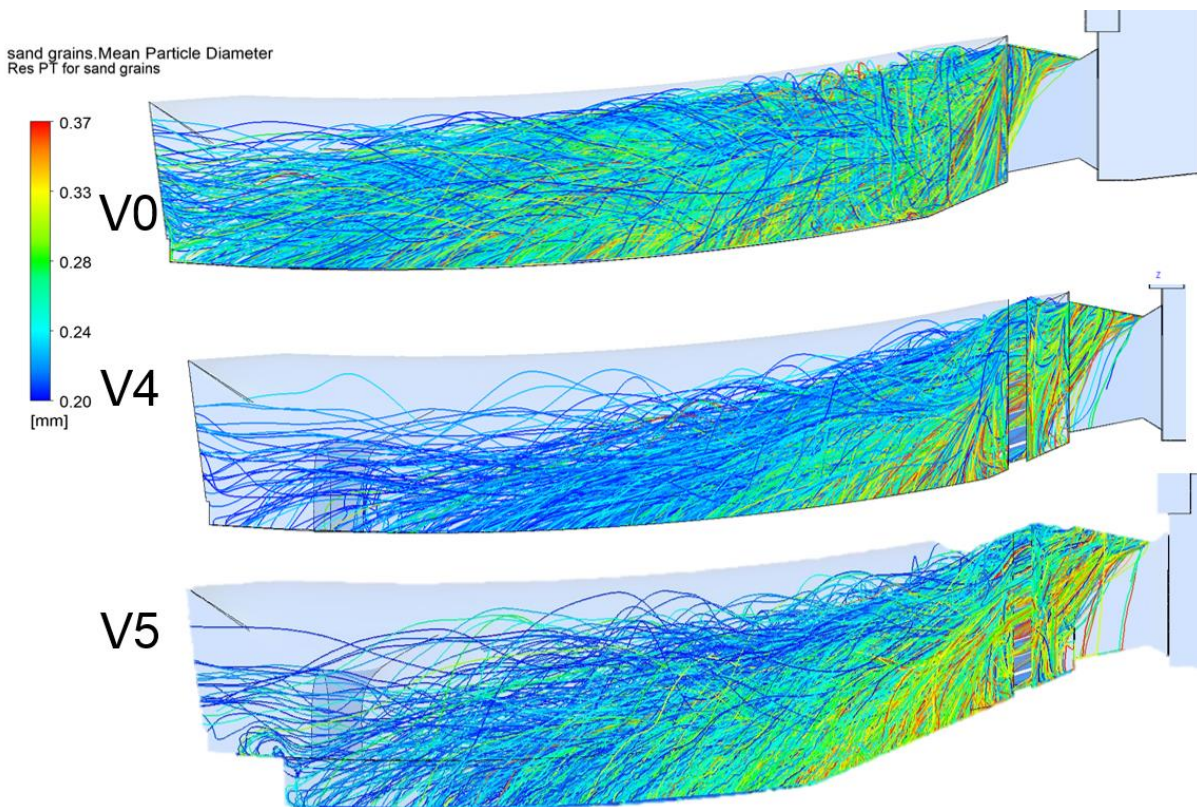 sand grains.Mean Particle Diameter
Res PT for sand grains
0.37
0.33
0.28
0.24
0.20
[mm]
V0
V4
z
V5